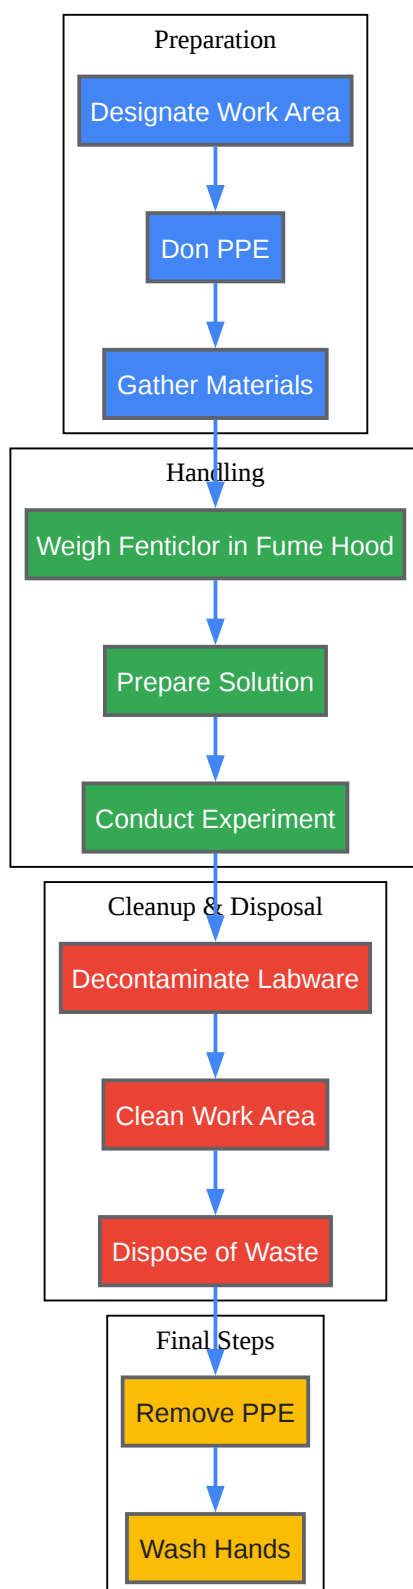 Preparation
Designate Work Area
Don PPE
Gather Materials
Handling
Weigh Fenticlor in Fume Hood
Prepare Solution
Conduct Experiment
Cleanup & Disposal
Decontaminate Labware
Clean Work Area
Dispose of Waste
Final Steps
Remove PPE
Wash Hands